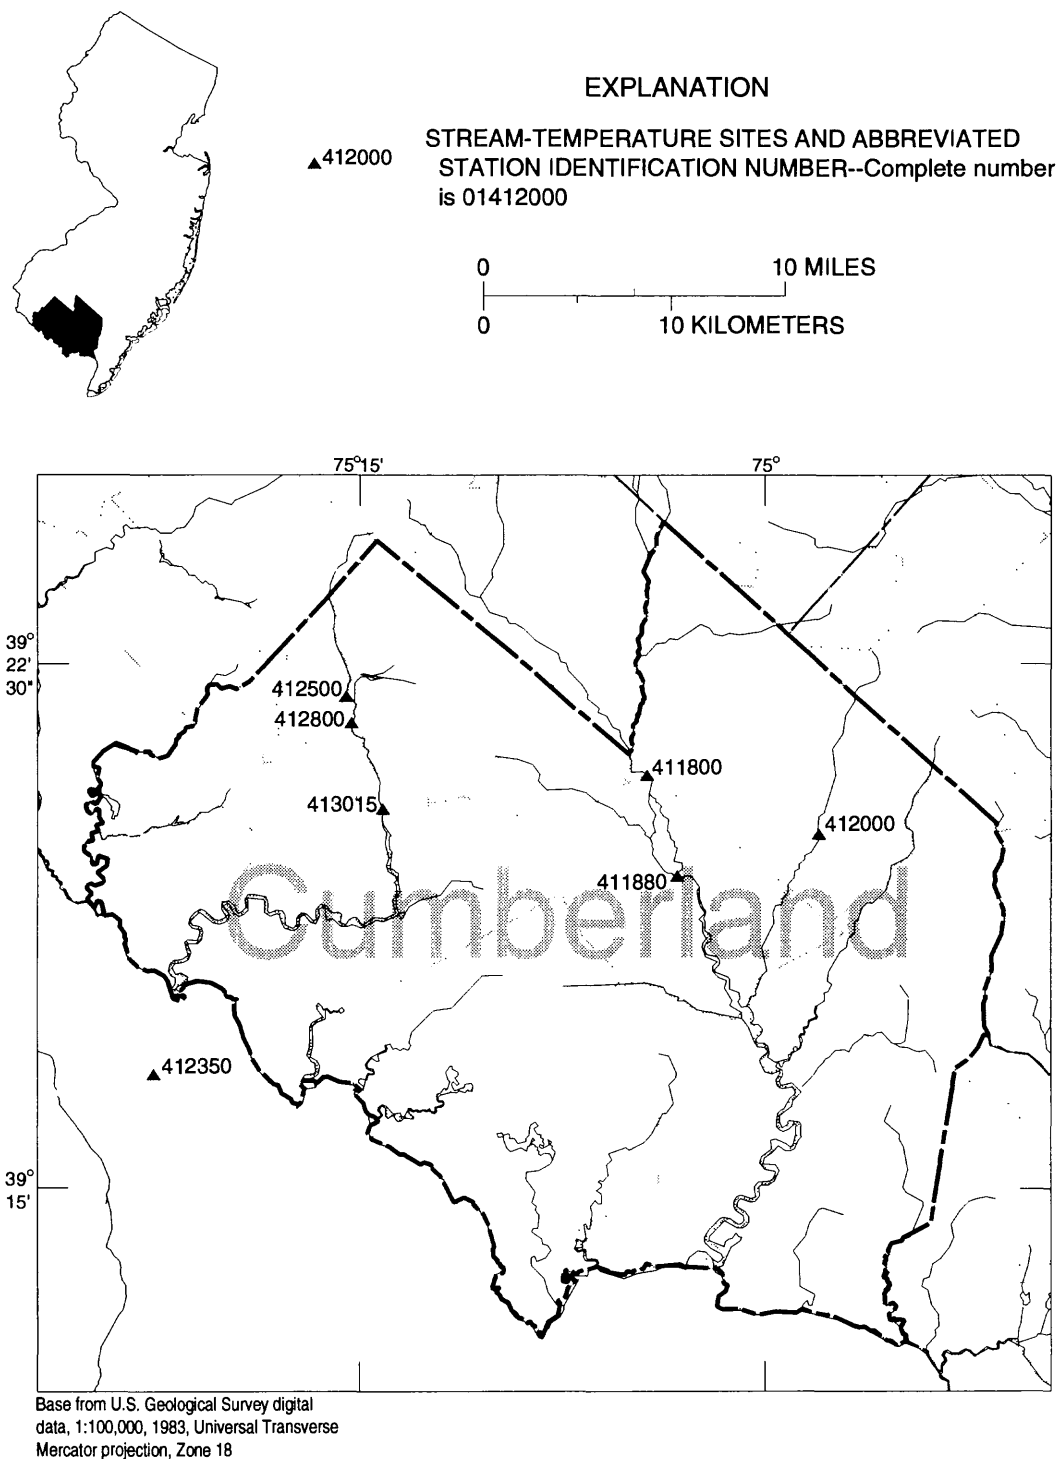 EXPLANATION
412000
STREAM-TEMPERATURE SITES AND ABBREVIATED
STATION IDENTIFICATION NUMBER--Complete number
is 01412000
0 10 MILES
0 10 KILOMETERS
75°15' 75°
39°
22'
30"
412500
412800
411800
413015
412000
411880
Cumberland
412350
39°
15'
Base from U.S. Geological Survey digital
data, 1:100,000, 1983, Universal Transverse
Mercator projection, Zone 18